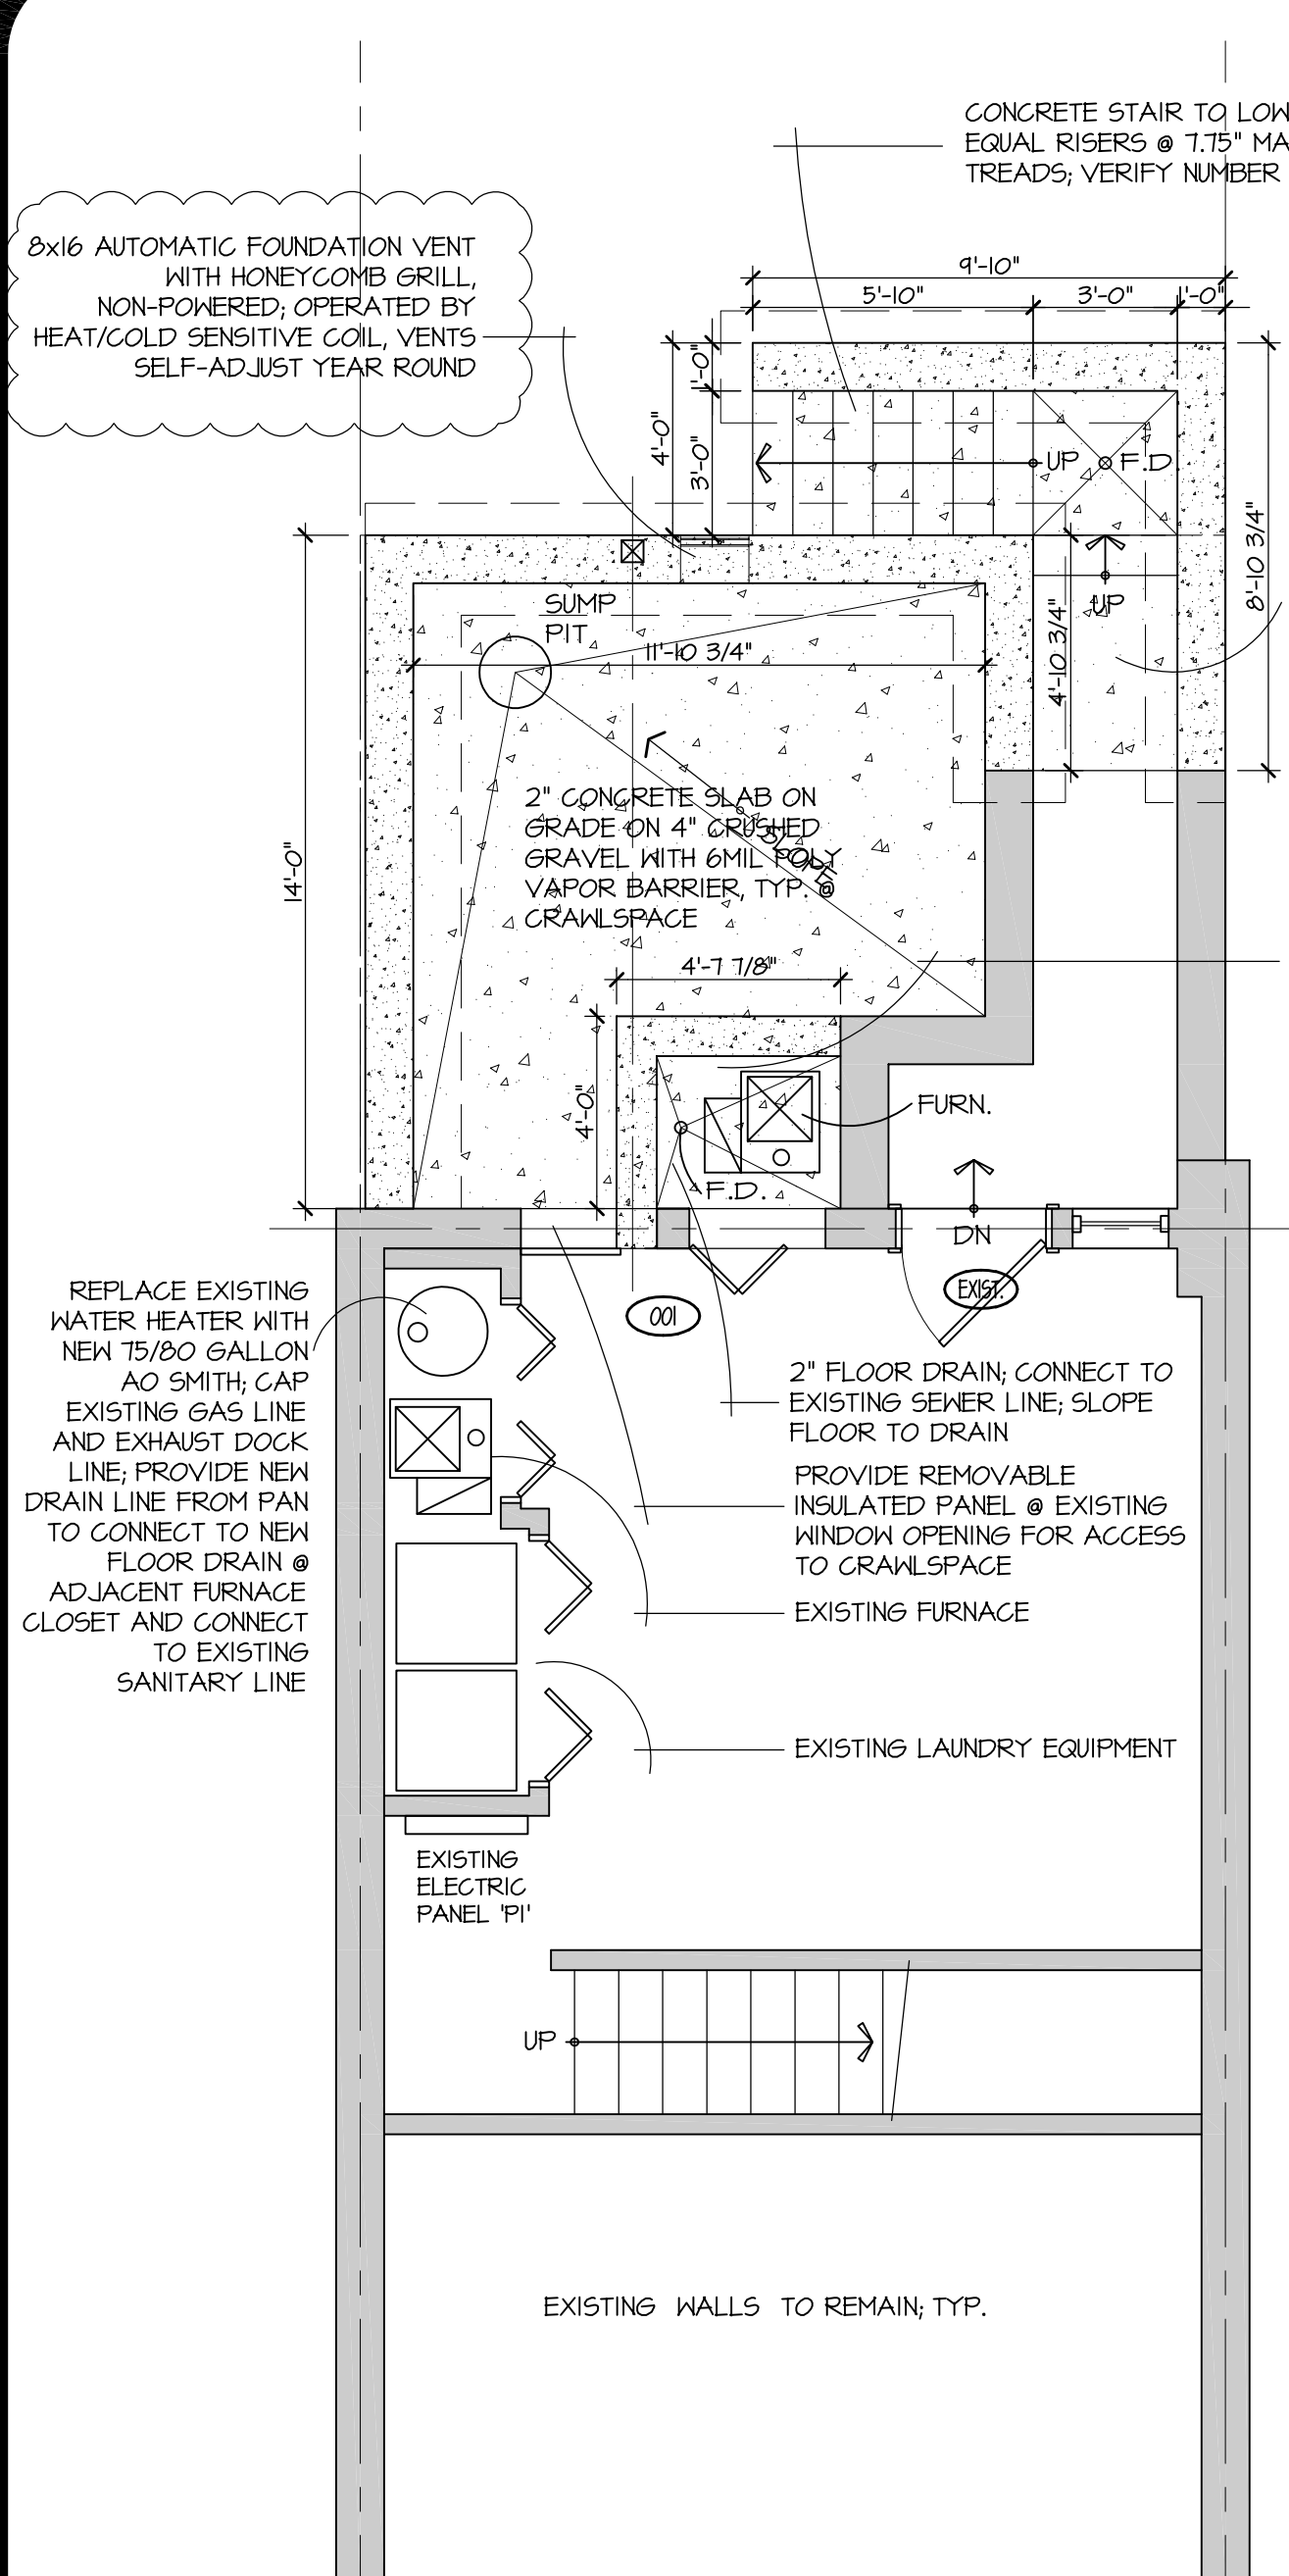 CONCRETE STAIR TO LOW
EQUAL RISERS @ 7.75" MA
TREADS; VERIFY NUMBER
8x16 AUTOMATIC FOUNDATION VENT
WITH HONEYCOMB GRILL,
NON-POWERED; OPERATED BY
HEAT/COLD SENSITIVE COIL, VENTS
SELF-ADJUST YEAR ROUND
9'-10"
5'-10"
3'-0"
1'-0"
1'-0"
4'-0"
3'-0"
UP
F.D.
8'-10 3/4"
UP
4'-10 3/4"
SUMP
PIT
11'-10 3/4"
14'-0"
2" CONCRETE SLAB ON
GRADE ON 4" CRUSHED
GRAVEL WITH 6MIL POLY
VAPOR BARRIER, TYP. @
CRAWLSPACE
SLOPE
4'-7 7/8"
4'-0"
FURN.
F.D.
DN
EXIST.
001
REPLACE EXISTING
WATER HEATER WITH
NEW 75/80 GALLON
AO SMITH; CAP
EXISTING GAS LINE
AND EXHAUST DOCK
LINE; PROVIDE NEW
DRAIN LINE FROM PAN
TO CONNECT TO NEW
FLOOR DRAIN @
ADJACENT FURNACE
CLOSET AND CONNECT
TO EXISTING
SANITARY LINE
2" FLOOR DRAIN; CONNECT TO
EXISTING SEWER LINE; SLOPE
FLOOR TO DRAIN
PROVIDE REMOVABLE
INSULATED PANEL @ EXISTING
WINDOW OPENING FOR ACCESS
TO CRAWLSPACE
EXISTING FURNACE
EXISTING LAUNDRY EQUIPMENT
EXISTING
ELECTRIC
PANEL 'P1'
UP
EXISTING WALLS TO REMAIN; TYP.